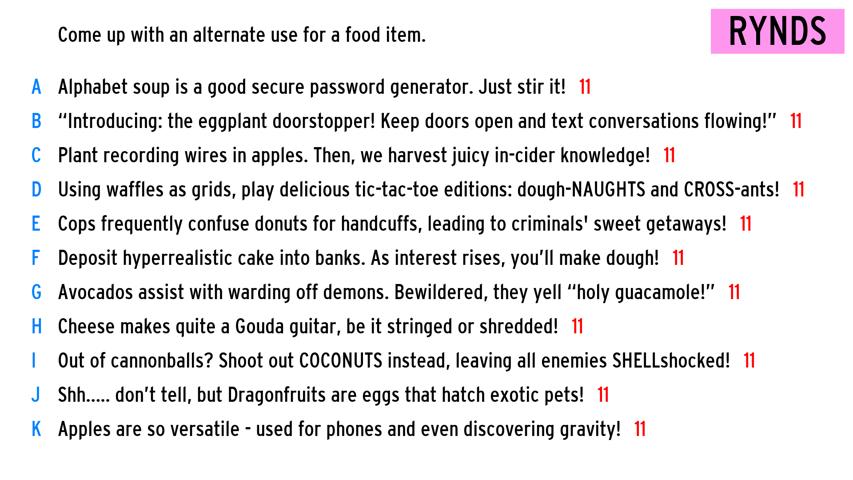 Come up with an alternate use for a food item.
RYNDS
A Alphabet soup is a good secure password generator. Just stir it! 11
B “Introducing: the eggplant doorstopper! Keep doors open and text conversations flowing!” 11
C Plant recording wires in apples. Then, we harvest juicy in-cider knowledge! 11
D Using waffles as grids, play delicious tic-tac-toe editions: dough-NAUGHTS and CROSS-ants! 11
E Cops frequently confuse donuts for handcuffs, leading to criminals' sweet getaways! 11
F Deposit hyperrealistic cake into banks. As interest rises, you’ll make dough! 11
G Avocados assist with warding off demons. Bewildered, they yell “holy guacamole!” 11
H Cheese makes quite a Gouda guitar, be it stringed or shredded! 11
I Out of cannonballs? Shoot out COCONUTS instead, leaving all enemies SHELLshocked! 11
J Shh..... don’t tell, but Dragonfruits are eggs that hatch exotic pets! 11
K Apples are so versatile - used for phones and even discovering gravity! 11